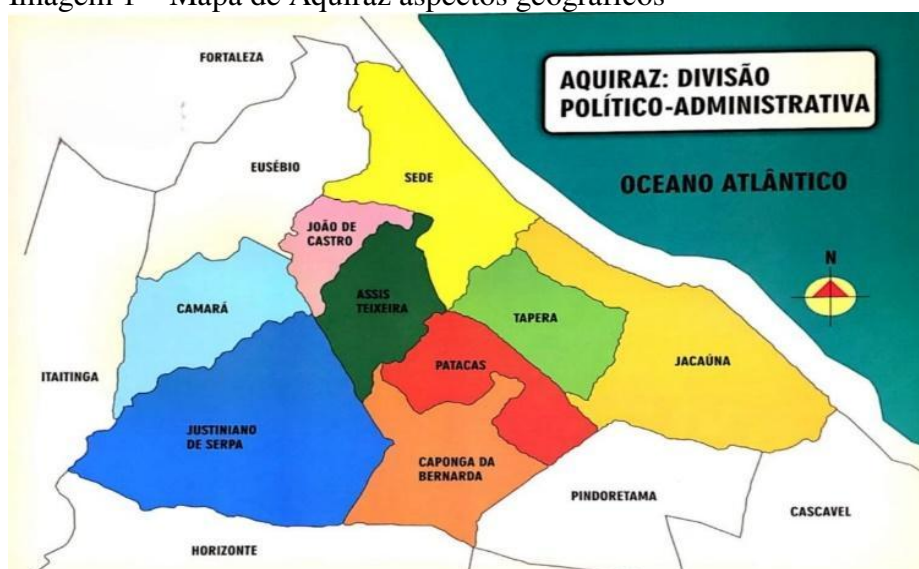 Imagem 1 – Mapa de Aquiraz aspectos geográficos
FORTALEZA
AQUIRAZ: DIVISÃO
POLÍTICO-ADMINISTRATIVA
EUSÉBIO
SEDE
OCEANO ATLÂNTICO
JOÃO DE
CASTRO
N
CAMARÁ
ASSIS
TEIXEIRA
TAPERA
ITAITINGA
PATACAS
JACAÚNA
JUSTINIANO
DE SERPA
CAPONGA DA
BERNARDA
PINDORETAMA
CASCAVEL
HORIZONTE